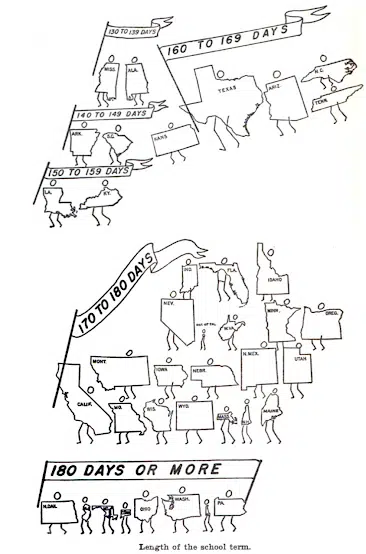 130 TO 139 DAYS
160 TO 169 DAYS
MISS.
ALA.
TEXAS
ARIZ.
N.C.
TENN.
140 TO 149 DAYS
ARK.
S.C.
KANS.
150 TO 159 DAYS
LA.
KY.
170 TO 180 DAYS
IND.
FLA.
IDAHO
NEV.
W.VA.
MINN.
OREG.
MONT.
IOWA
NEBR.
N.MEX.
UTAH
CALIF.
MO.
WIS.
WYO.
MASS.
N.H.
MAINE
180 DAYS OR MORE
N.DAK.
OHIO
WASH.
PA.
Length of the school term.